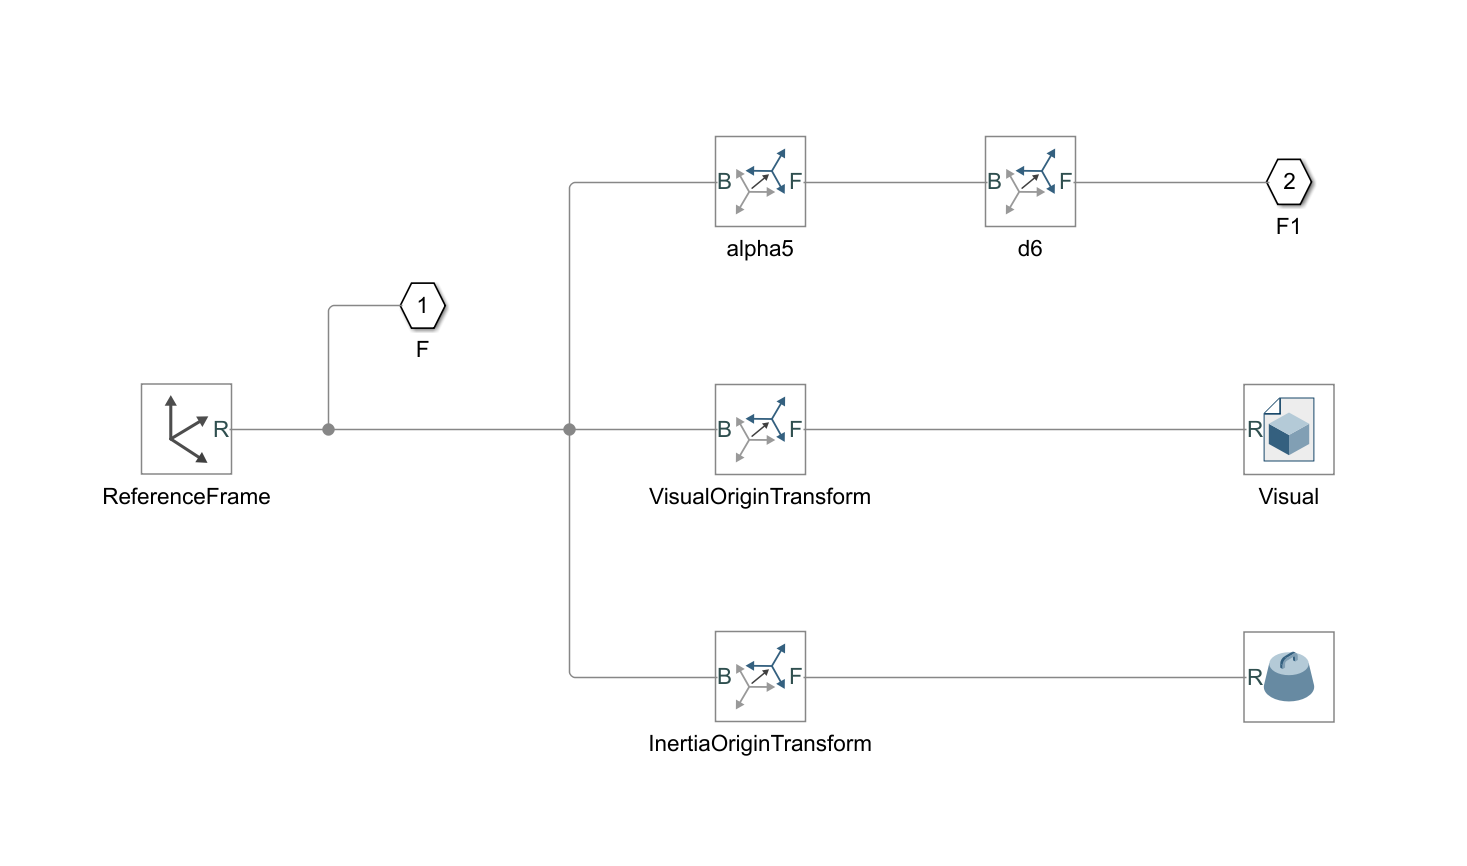 B F B F 2
alpha5 d6 F1
1
F
R B F R
ReferenceFrame VisualOriginTransform Visual
B F R
InertiaOriginTransform